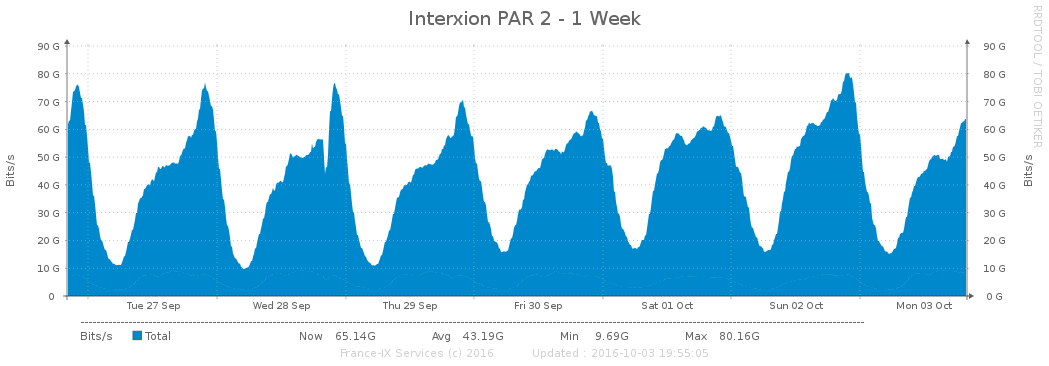 Interxion PAR 2 - 1 Week
RRDTOOL / TOBI OETIKER
Bits/s
Bits/s
90 G 90 G
80 G 80 G
70 G 70 G
60 G 60 G
50 G 50 G
40 G 40 G
30 G 30 G
20 G 20 G
10 G 10 G
0 0 G
Tue 27 Sep Wed 28 Sep Thu 29 Sep Fri 30 Sep Sat 01 Oct Sun 02 Oct Mon 03 Oct
Bits/s Total Now 65.14G Avg 43.19G Min 9.69G Max 80.16G
France-IX Services (c) 2016 Updated : 2016-10-03 19:55:05